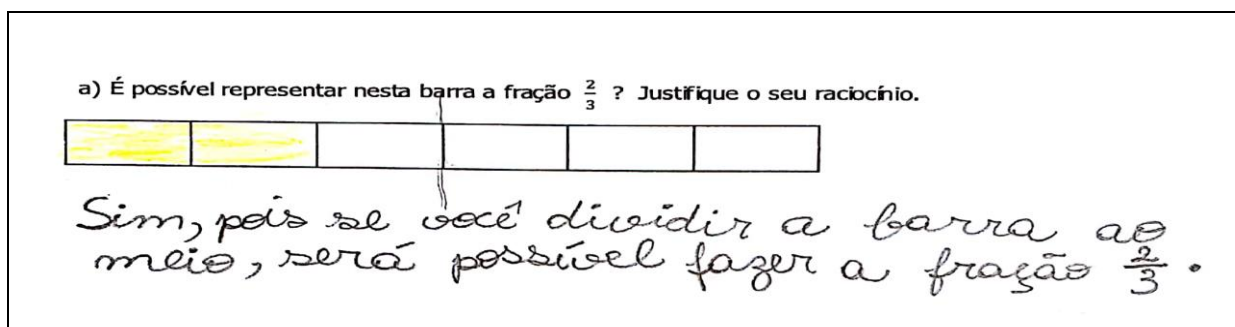 a) É possível representar nesta barra a fração 2/3 ? Justifique o seu raciocínio.
Sim, pois se você dividir a barra ao
meio, será possível fazer a fração 2/3.